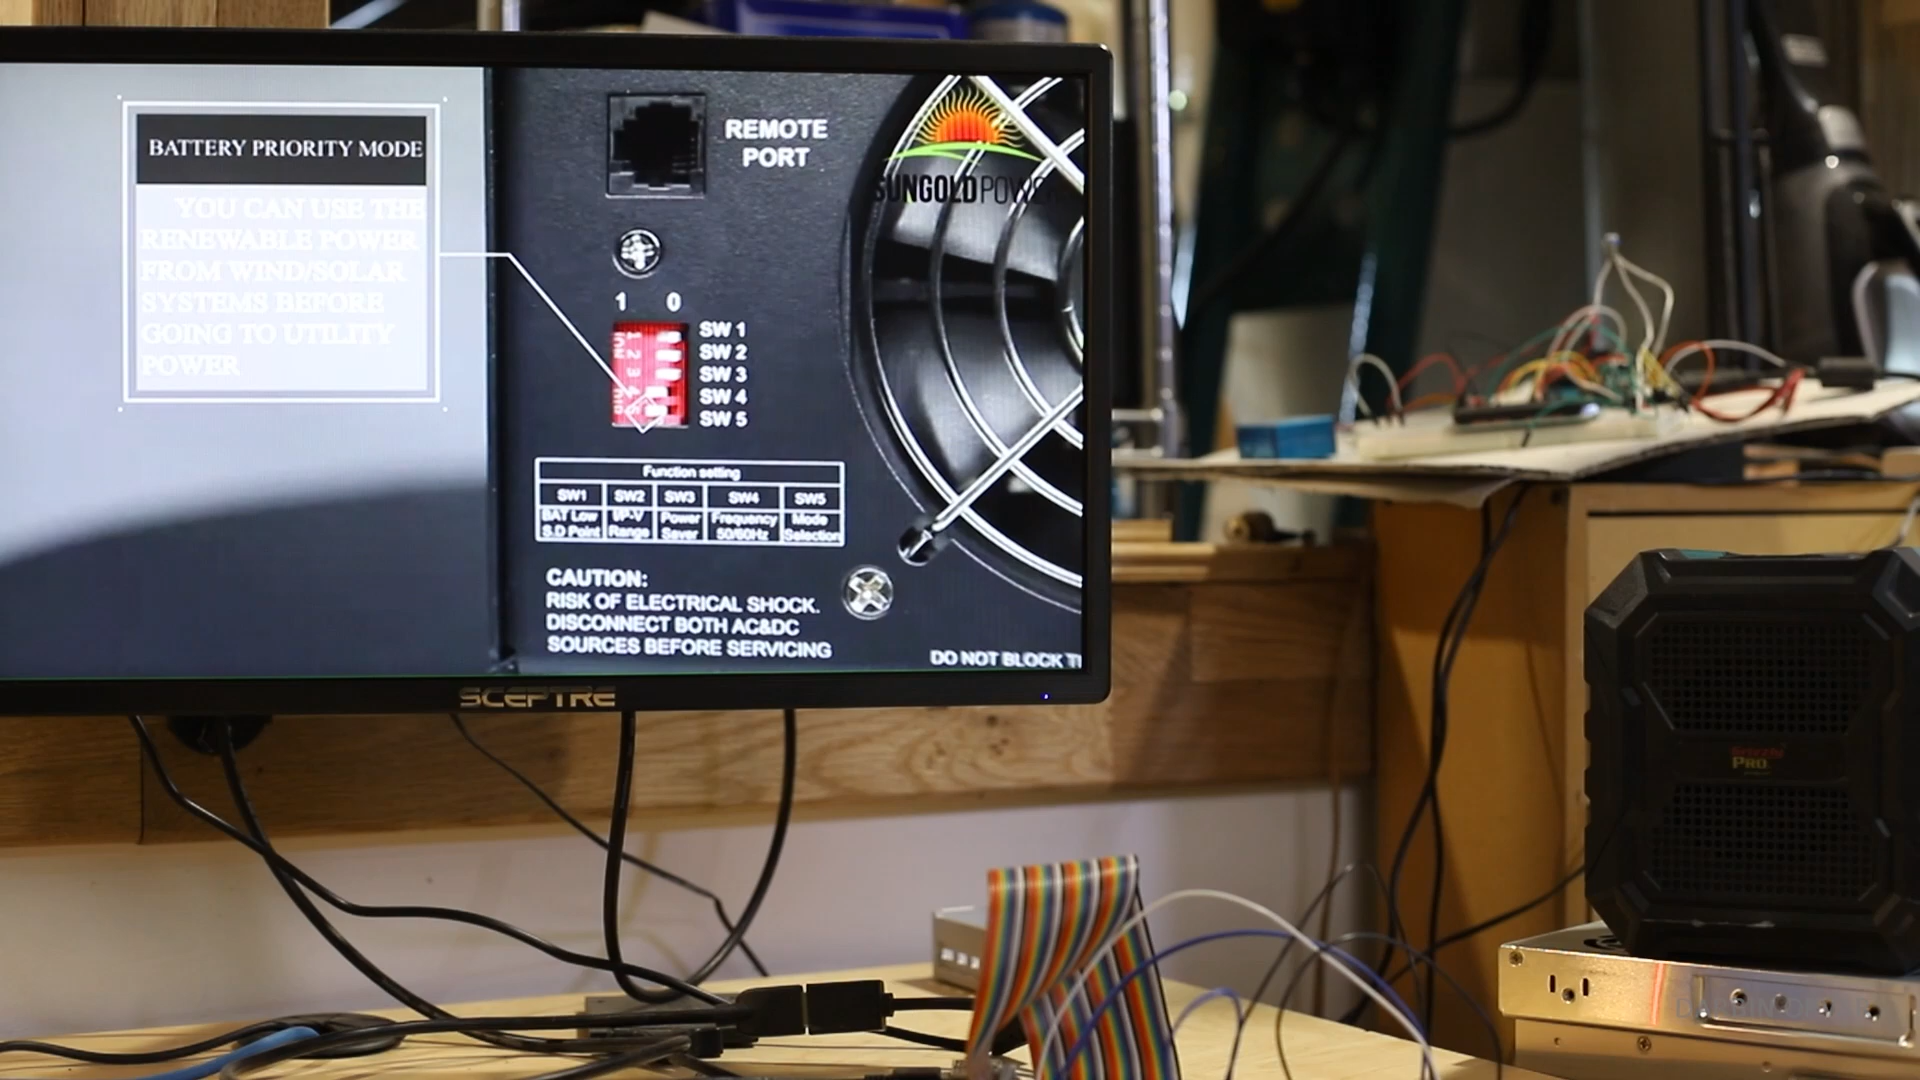 BATTERY PRIORITY MODE
YOU CAN USE THE
RENEWABLE POWER
FROM WIND/SOLAR
SYSTEMS BEFORE
GOING TO UTILITY
POWER
REMOTE
PORT
SUNGOLDPOWER
1 0
SW 1
SW 2
SW 3
SW 4
SW 5
Function setting
SW1 SW2 SW3 SW4 SW5
BAT Low I/P-V Power Frequency Mode
S.D Point Range Saver 50/60Hz Selection
CAUTION:
RISK OF ELECTRICAL SHOCK.
DISCONNECT BOTH AC&DC
SOURCES BEFORE SERVICING
DO NOT BLOCK
SCEPTRE
PRO